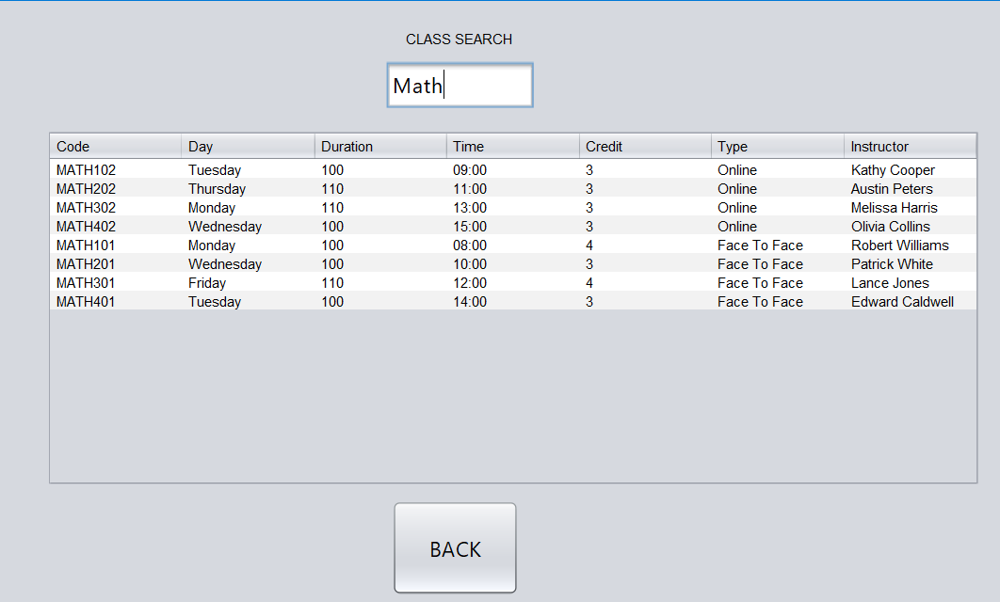 CLASS SEARCH
Math
Code Day Duration Time Credit Type Instructor
MATH102 Tuesday 100 09:00 3 Online Kathy Cooper
MATH202 Thursday 110 11:00 3 Online Austin Peters
MATH302 Monday 110 13:00 3 Online Melissa Harris
MATH402 Wednesday 100 15:00 3 Online Olivia Collins
MATH101 Monday 100 08:00 4 Face To Face Robert Williams
MATH201 Wednesday 100 10:00 3 Face To Face Patrick White
MATH301 Friday 110 12:00 4 Face To Face Lance Jones
MATH401 Tuesday 100 14:00 3 Face To Face Edward Caldwell
BACK